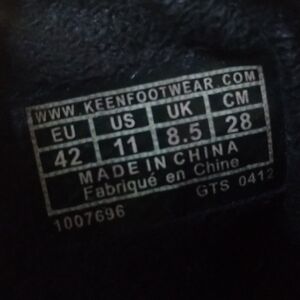 WWW.KEENFOOTWEAR.COM
EU US UK CM
42 11 8.5 28
MADE IN CHINA
Fabriqué en Chine
GTS 0412
1007696